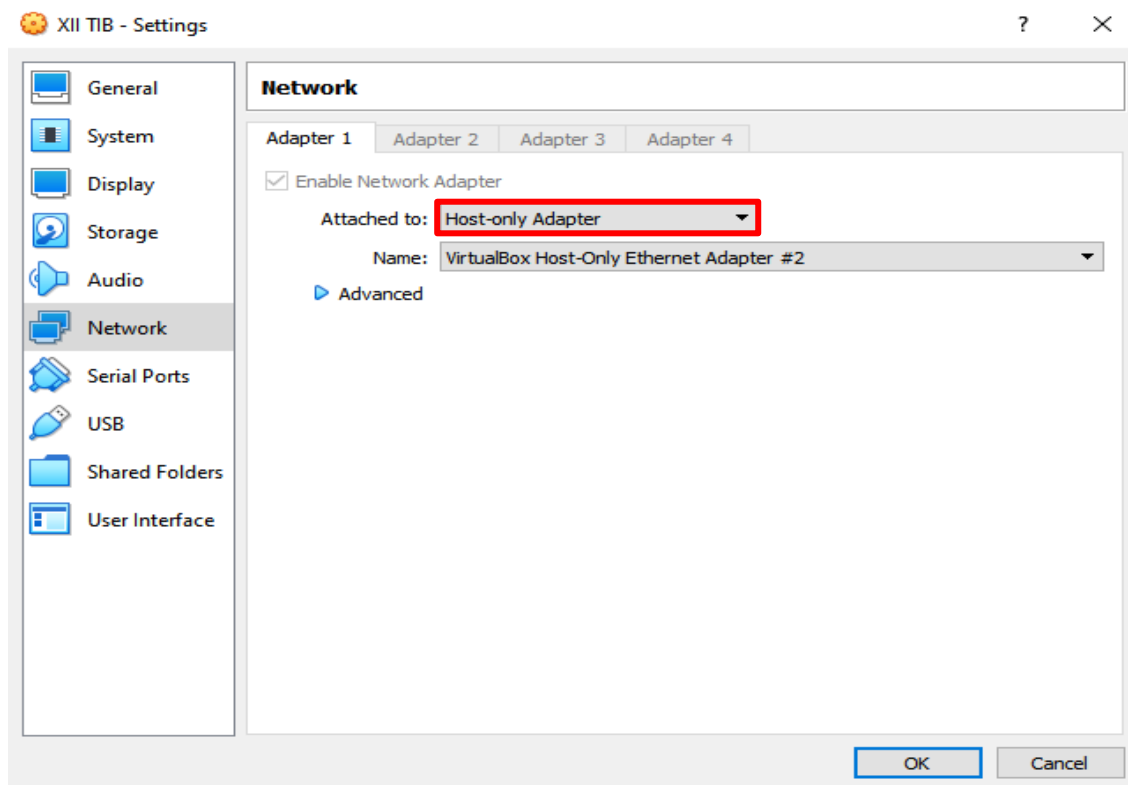 XII TIB - Settings
?
General
System
Display
Storage
Audio
Network
Serial Ports
USB
Shared Folders
User Interface
Network
Adapter 1
Adapter 2
Adapter 3
Adapter 4
Enable Network Adapter
Attached to: Host-only Adapter
Name: VirtualBox Host-Only Ethernet Adapter #2
Advanced
OK
Cancel